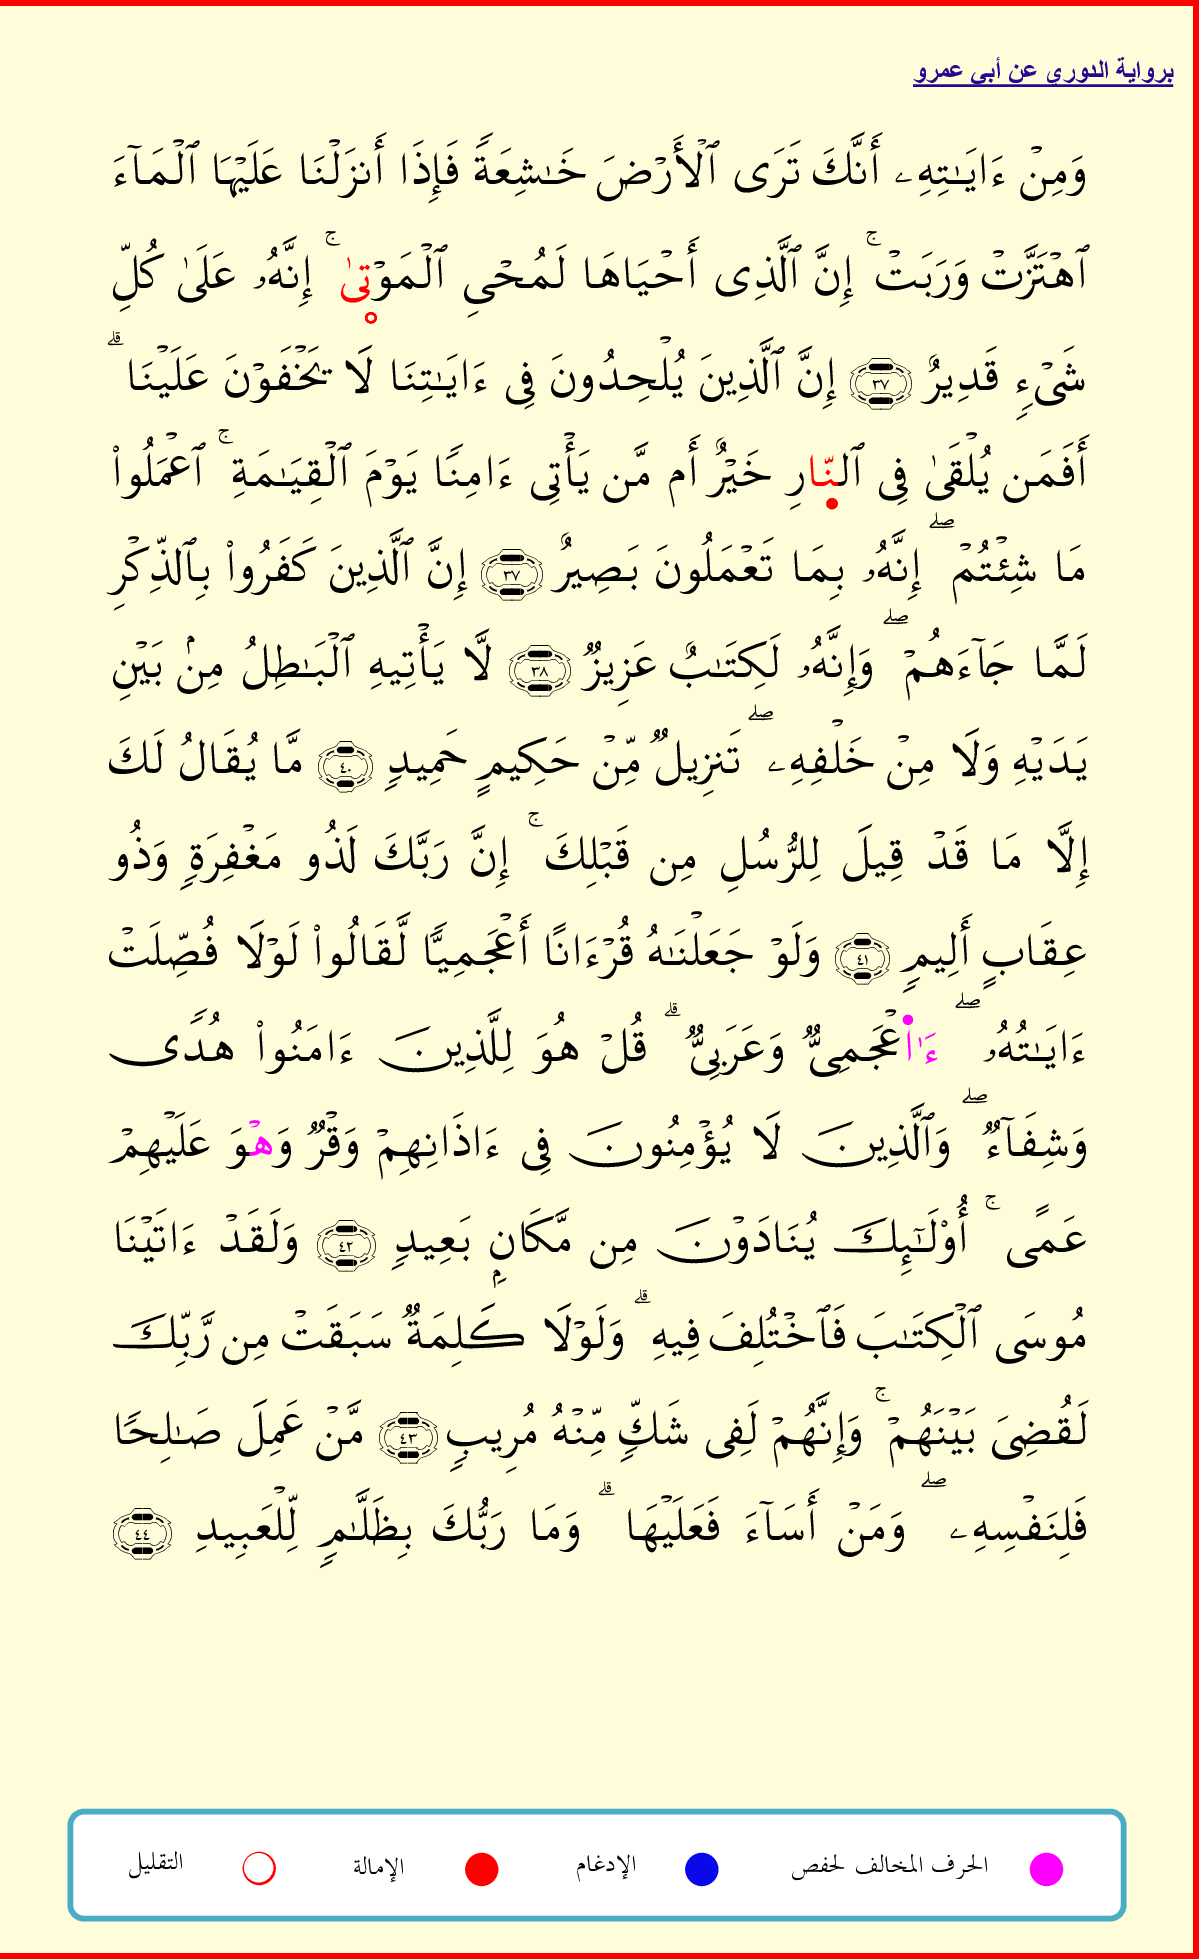 برواية الدوري عن أبي عمرو
وَمِنْ ءَايَٰتِهِۦ أَنَّكَ تَرَى ٱلْأَرْضَ خَٰشِعَةً فَإِذَا أَنزَلْنَا عَلَيْهَا ٱلْمَآءَ
ٱهْتَزَّتْ وَرَبَتْ ۚ إِنَّ ٱلَّذِى أَحْيَاهَا لَمُحْىِ ٱلْمَوْتىٰ ۚ إِنَّهُۥ عَلَىٰ كُلِّ
شَىْءٍ قَدِيرٌ ٣٧ إِنَّ ٱلَّذِينَ يُلْحِدُونَ فِى ءَايَٰتِنَا لَا يَخْفَوْنَ عَلَيْنَا ۗ
أَفَمَن يُلْقَىٰ فِى ٱلنّارِ خَيْرٌ أَم مَّن يَأْتِى ءَامِنًا يَوْمَ ٱلْقِيَٰمَةِ ۚ ٱعْمَلُوا۟
مَا شِئْتُمْ ۖ إِنَّهُۥ بِمَا تَعْمَلُونَ بَصِيرٌ ٣٧ إِنَّ ٱلَّذِينَ كَفَرُوا۟ بِٱلذِّكْرِ
لَمَّا جَآءَهُمْ ۖ وَإِنَّهُۥ لَكِتَٰبٌ عَزِيزٌ ٣٨ لَّا يَأْتِيهِ ٱلْبَٰطِلُ مِنۢ بَيْنِ
يَدَيْهِ وَلَا مِنْ خَلْفِهِۦ ۖ تَنزِيلٌ مِّنْ حَكِيمٍ حَمِيدٍ ٤٠ مَّا يُقَالُ لَكَ
إِلَّا مَا قَدْ قِيلَ لِلرُّسُلِ مِن قَبْلِكَ ۚ إِنَّ رَبَّكَ لَذُو مَغْفِرَةٍ وَذُو
عِقَابٍ أَلِيمٍ ٤١ وَلَوْ جَعَلْنَٰهُ قُرْءَانًا أَعْجَمِيًّا لَّقَالُوا۟ لَوْلَا فُصِّلَتْ
ءَايَٰتُهُۥ ۖ ءَا۬عْجَمِىٌّ وَعَرَبِىٌّ ۗ قُلْ هُوَ لِلَّذِينَ ءَامَنُوا۟ هُدًى
وَشِفَآءٌ ۖ وَٱلَّذِينَ لَا يُؤْمِنُونَ فِى ءَاذَانِهِمْ وَقْرٌ وَهْوَ عَلَيْهِمْ
عَمًى ۚ أُو۟لَٰٓئِكَ يُنَادَوْنَ مِن مَّكَانٍۭ بَعِيدٍ ٤٢ وَلَقَدْ ءَاتَيْنَا
مُوسَى ٱلْكِتَٰبَ فَٱخْتُلِفَ فِيهِ ۗ وَلَوْلَا كَلِمَةٌ سَبَقَتْ مِن رَّبِّكَ
لَقُضِىَ بَيْنَهُمْ ۚ وَإِنَّهُمْ لَفِى شَكٍّ مِّنْهُ مُرِيبٍ ٤٣ مَّنْ عَمِلَ صَٰلِحًا
فَلِنَفْسِهِۦ ۖ وَمَنْ أَسَآءَ فَعَلَيْهَا ۗ وَمَا رَبُّكَ بِظَلَّٰمٍ لِّلْعَبِيدِ ٤٤
الحرف المخالف لحفص الإدغام الإمالة التقليل